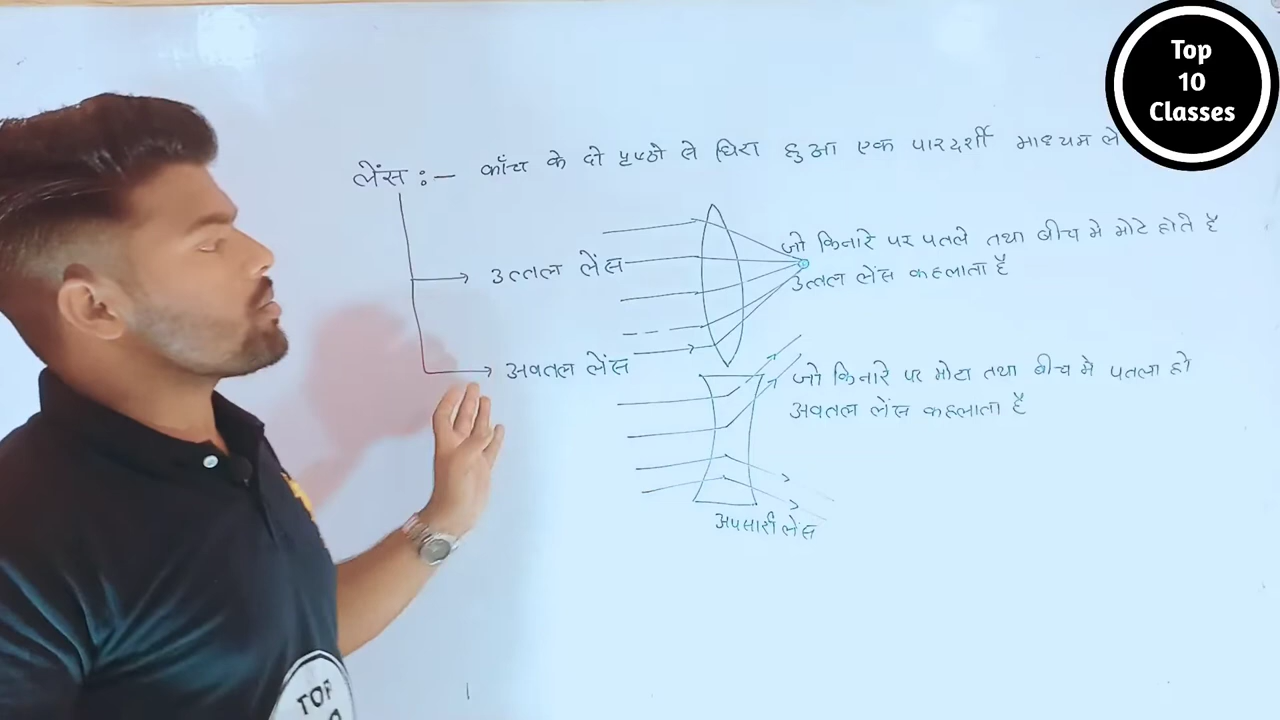 Top
10
Classes
लेंस :- काँच के दो पृष्ठो से घिरा हुआ एक पारदर्शी माध्यम ले
उत्तल लेंस
जो किनारे पर पतले तथा बीच मे मोटे होते है
उत्तल लेंस कहलाता है
अवतल लेंस
जो किनारे पर मोटा तथा बीच मे पतला हो
अवतल लेंस कहलाता है
अपसारी लेंस
TOP